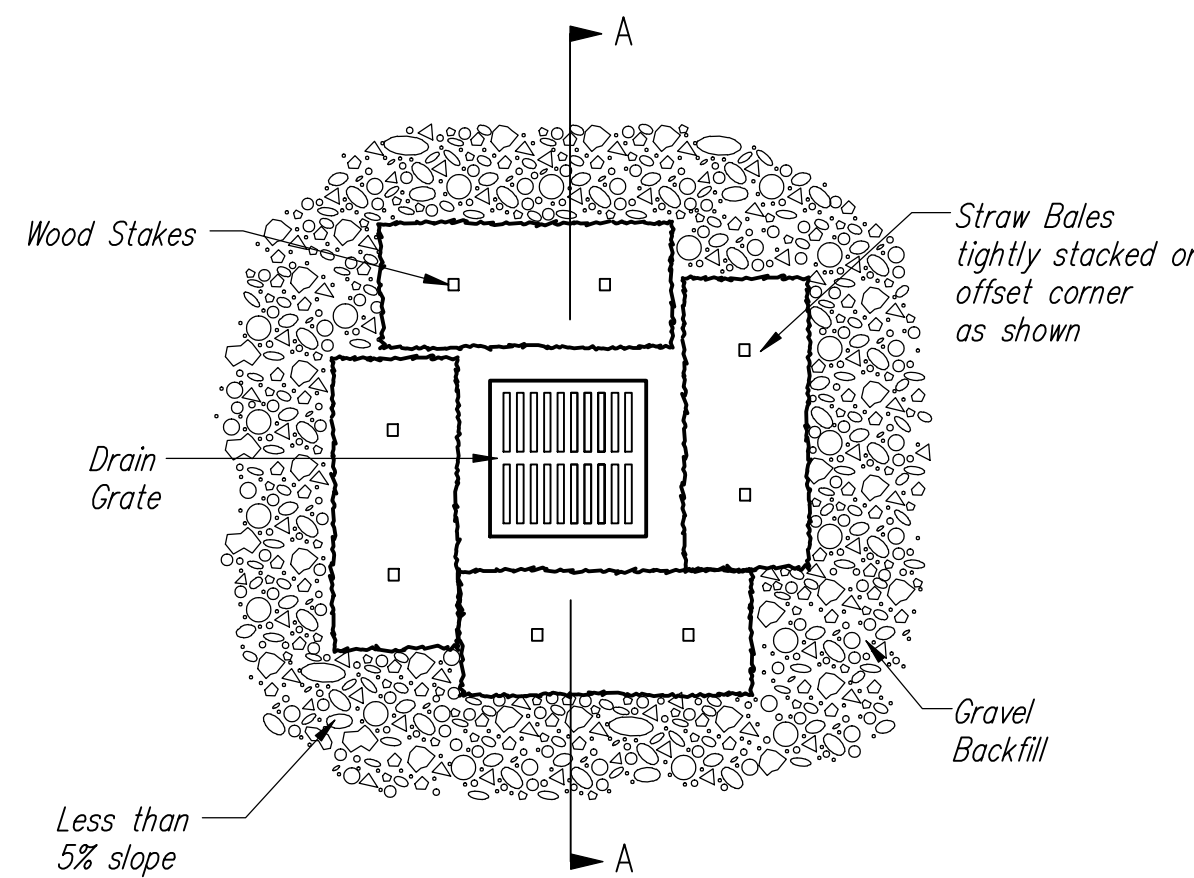 A
Wood Stakes
Straw Bales
tightly stacked or
offset corner
as shown
Drain
Grate
Gravel
Backfill
Less than
5% slope
A